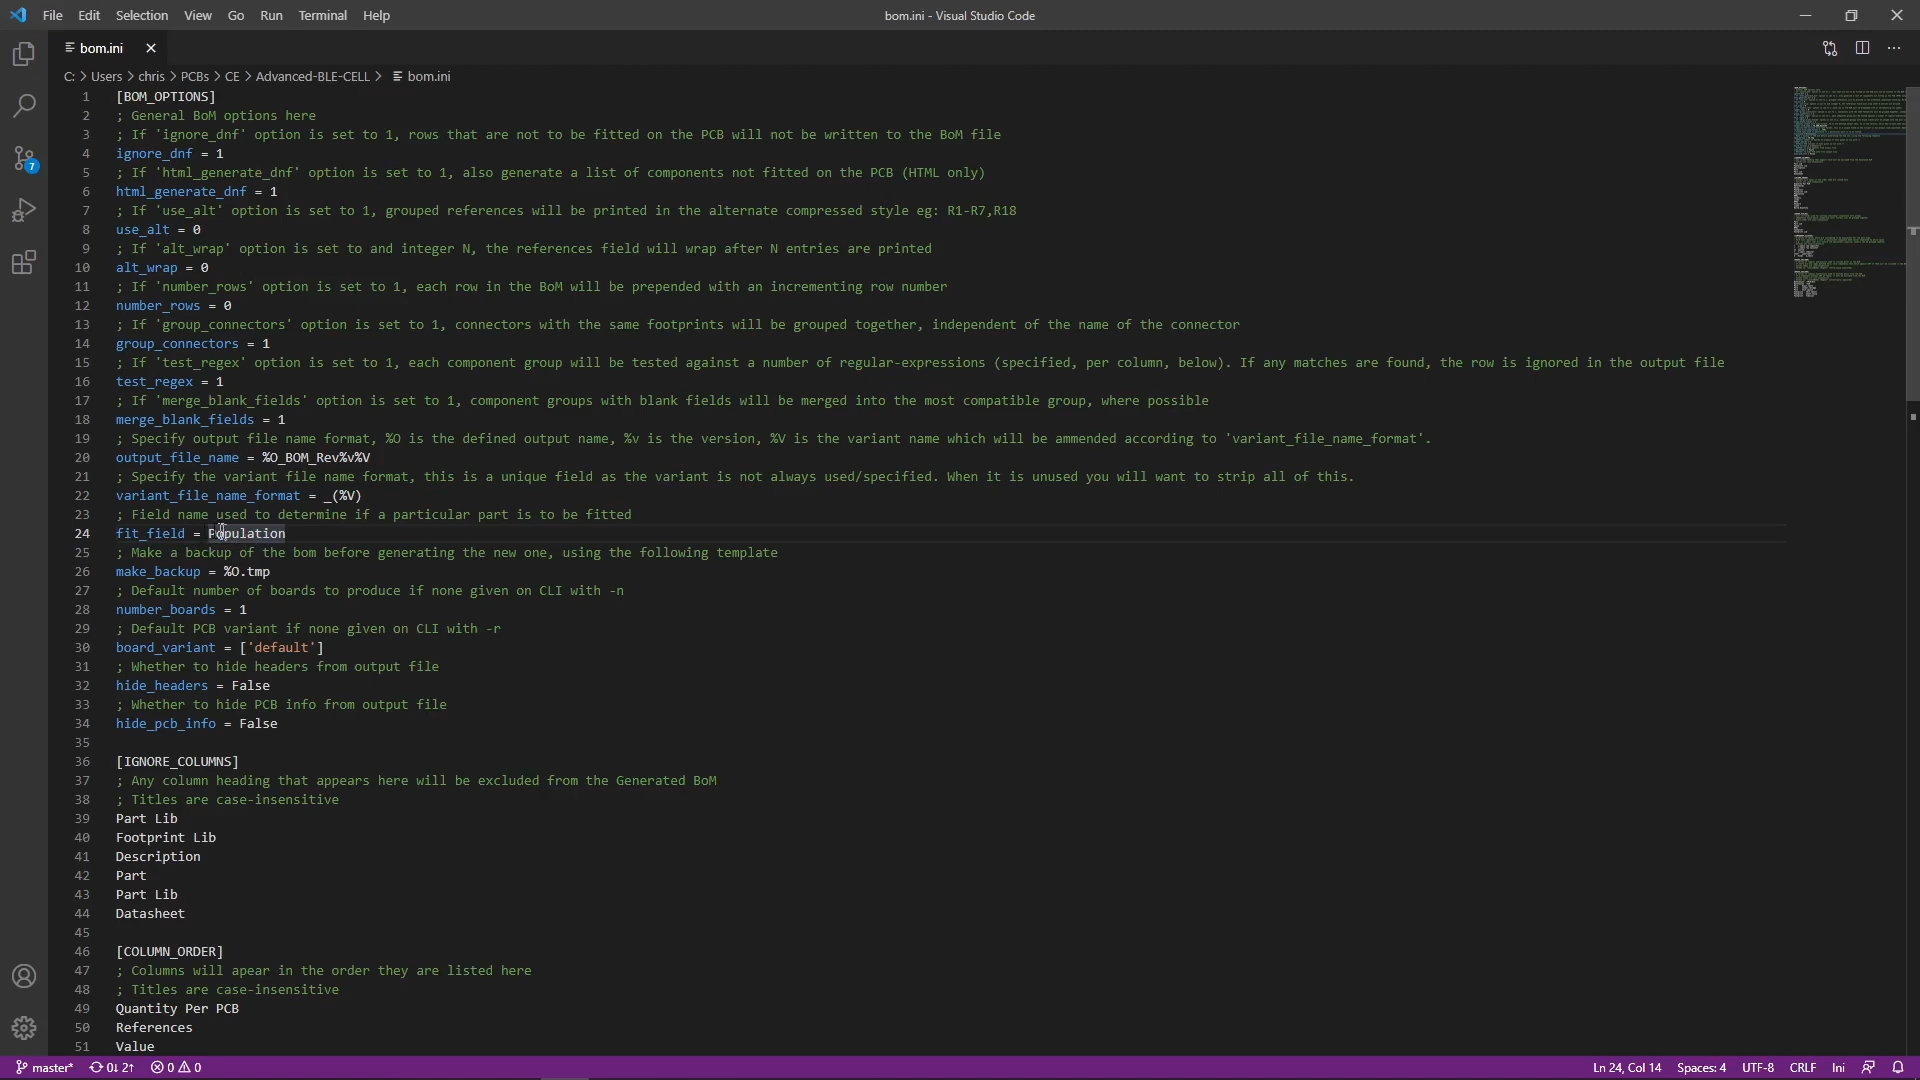 File Edit Selection View Go Run Terminal Help
bom.ini - Visual Studio Code
bom.ini
C: > Users > chris > PCBs > CE > Advanced-BLE-CELL > bom.ini
1 [BOM_OPTIONS]
2 ; General BoM options here
3 ; If 'ignore_dnf' option is set to 1, rows that are not to be fitted on the PCB will not be written to the BoM file
4 ignore_dnf = 1
5 ; If 'html_generate_dnf' option is set to 1, also generate a list of components not fitted on the PCB (HTML only)
6 html_generate_dnf = 1
7 ; If 'use_alt' option is set to 1, grouped references will be printed in the alternate compressed style eg: R1-R7,R18
8 use_alt = 0
9 ; If 'alt_wrap' option is set to and integer N, the references field will wrap after N entries are printed
10 alt_wrap = 0
11 ; If 'number_rows' option is set to 1, each row in the BoM will be prepended with an incrementing row number
12 number_rows = 0
13 ; If 'group_connectors' option is set to 1, connectors with the same footprints will be grouped together, independent of the name of the connector
14 group_connectors = 1
15 ; If 'test_regex' option is set to 1, each component group will be tested against a number of regular-expressions (specified, per column, below). If any matches are found, the row is ignored in the output file
16 test_regex = 1
17 ; If 'merge_blank_fields' option is set to 1, component groups with blank fields will be merged into the most compatible group, where possible
18 merge_blank_fields = 1
19 ; Specify output file name format, %O is the defined output name, %v is the version, %V is the variant name which will be ammended according to 'variant_file_name_format'.
20 output_file_name = %O_BOM_Rev%v%V
21 ; Specify the variant file name format, this is a unique field as the variant is not always used/specified. When it is unused you will want to strip all of this.
22 variant_file_name_format = _(%V)
23 ; Field name used to determine if a particular part is to be fitted
24 fit_field = Population
25 ; Make a backup of the bom before generating the new one, using the following template
26 make_backup = %O.tmp
27 ; Default number of boards to produce if none given on CLI with -n
28 number_boards = 1
29 ; Default PCB variant if none given on CLI with -r
30 board_variant = ['default']
31 ; Whether to hide headers from output file
32 hide_headers = False
33 ; Whether to hide PCB info from output file
34 hide_pcb_info = False
35
36 [IGNORE_COLUMNS]
37 ; Any column heading that appears here will be excluded from the Generated BoM
38 ; Titles are case-insensitive
39 Part Lib
40 Footprint Lib
41 Description
42 Part
43 Part Lib
44 Datasheet
45
46 [COLUMN_ORDER]
47 ; Columns will apear in the order they are listed here
48 ; Titles are case-insensitive
49 Quantity Per PCB
50 References
51 Value
7
master* 0↓ 2↑ 0 0 Ln 24, Col 14 Spaces: 4 UTF-8 CRLF Ini